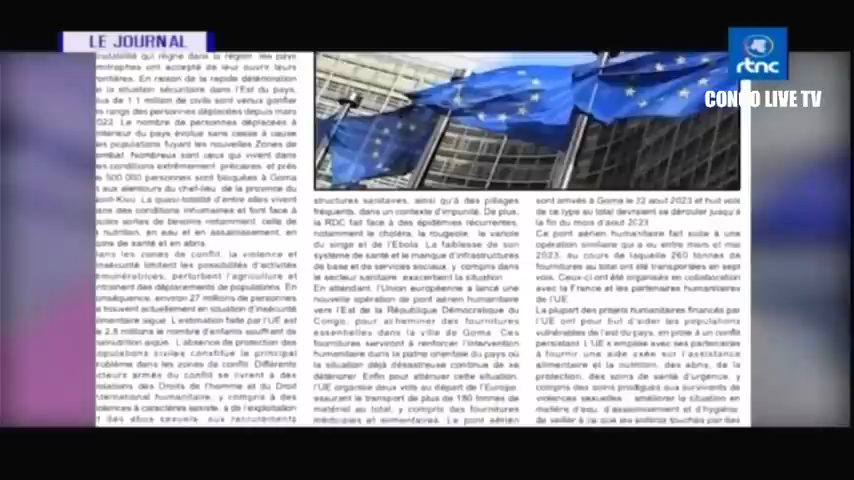 LE JOURNAL
rtnc
CONGO LIVE TV
instabilité qui règne dans la région, les pays
limitrophes ont accepté de leur ouvrir leurs
frontières. En raison de la rapide détérioration
de la situation sécuritaire dans l'Est du pays,
plus de 1.1 million de civils sont venus gonfler
les rangs des personnes déplacées depuis mars
2022. Le nombre de personnes déplacées à
l'intérieur du pays évolue sans cesse à cause
des populations fuyant les nouvelles Zones de
combat. Nombreux sont ceux qui vivent dans
des conditions extrêmement précaires, et près
de 500 000 personnes sont bloquées à Goma
et aux alentours du chef-lieu de la province du
Nord-Kivu. La quasi-totalité d'entre elles vivent
dans des conditions inhumaines et font face à
toutes sortes de besoins notamment, celle de
la nutrition, en eau et en assainissement, en
soins de santé et en abris.
Dans les zones de conflit, la violence et
l'insécurité limitent les possibilités d'activités
rémunératrices, perturbent l'agriculture et
entraînent des déplacements de populations. En
conséquence, environ 27 millions de personnes
se trouvent actuellement en situation d'insécurité
alimentaire aiguë. L'estimation faite par l'UE est
de 2,8 millions le nombre d'enfants souffrant de
malnutrition aiguë. L'absence de protection des
populations civiles constitue le principal
problème dans les zones de conflit. Différents
acteurs armés du conflit se livrent à des
violations des Droits de l'homme et du Droit
international humanitaire, y compris à des
violences à caractères sexiste, à de l'exploitation
et des abus sexuels, aux recrutements
structures sanitaires, ainsi qu'à des pillages
fréquents, dans un contexte d'impunité. De plus,
la RDC fait face à des épidémies récurrentes,
notamment le choléra, la rougeole, la variole
du singe et de l'Ebola. La faiblesse de son
système de santé et le manque d'infrastructures
de base et de services sociaux, y compris dans
le secteur sanitaire, exacerbent la situation.
En attendant, l'Union européenne a lancé une
nouvelle opération de pont aérien humanitaire
vers l'Est de la République Démocratique du
Congo, pour acheminer des fournitures
essentielles dans la ville de Goma. Ces
fournitures serviront à renforcer l'intervention
humanitaire dans la partie orientale du pays où
la situation déjà désastreuse continue de se
détériorer. Enfin pour atténuer cette situation,
l'UE organise deux vols au départ de l'Europe,
assurant le transport de plus de 180 tonnes de
matériel au total, y compris des fournitures
médicales et alimentaires. Le pont aérien
sont arrivés à Goma le 22 août 2023 et huit vols
de ce type au total devraient se dérouler jusqu'à
la fin du mois d'août 2023.
Ce pont aérien humanitaire fait suite à une
opération similaire qui a eu entre mars et mai
2023, au cours de laquelle 260 tonnes de
fournitures au total ont été transportées en sept
vols. Ceux-ci ont été organisés en collaboration
avec la France et les partenaires humanitaires
de l'UE.
La plupart des projets humanitaires financés par
l'UE ont pour but d'aider les populations
vulnérables de l'est du pays, en proie à un conflit
persistant. L'UE s'emploie avec ses partenaires
à fournir une aide axée sur l'assistance
alimentaire et la nutrition, des abris, de la
protection, des soins de santé d'urgence, y
compris des soins prodigués aux survivants de
violences sexuelles, améliorer la situation en
matière d'eau, d'assainissement et d'hygiène;
de veiller à ce que les enfants touchés par des